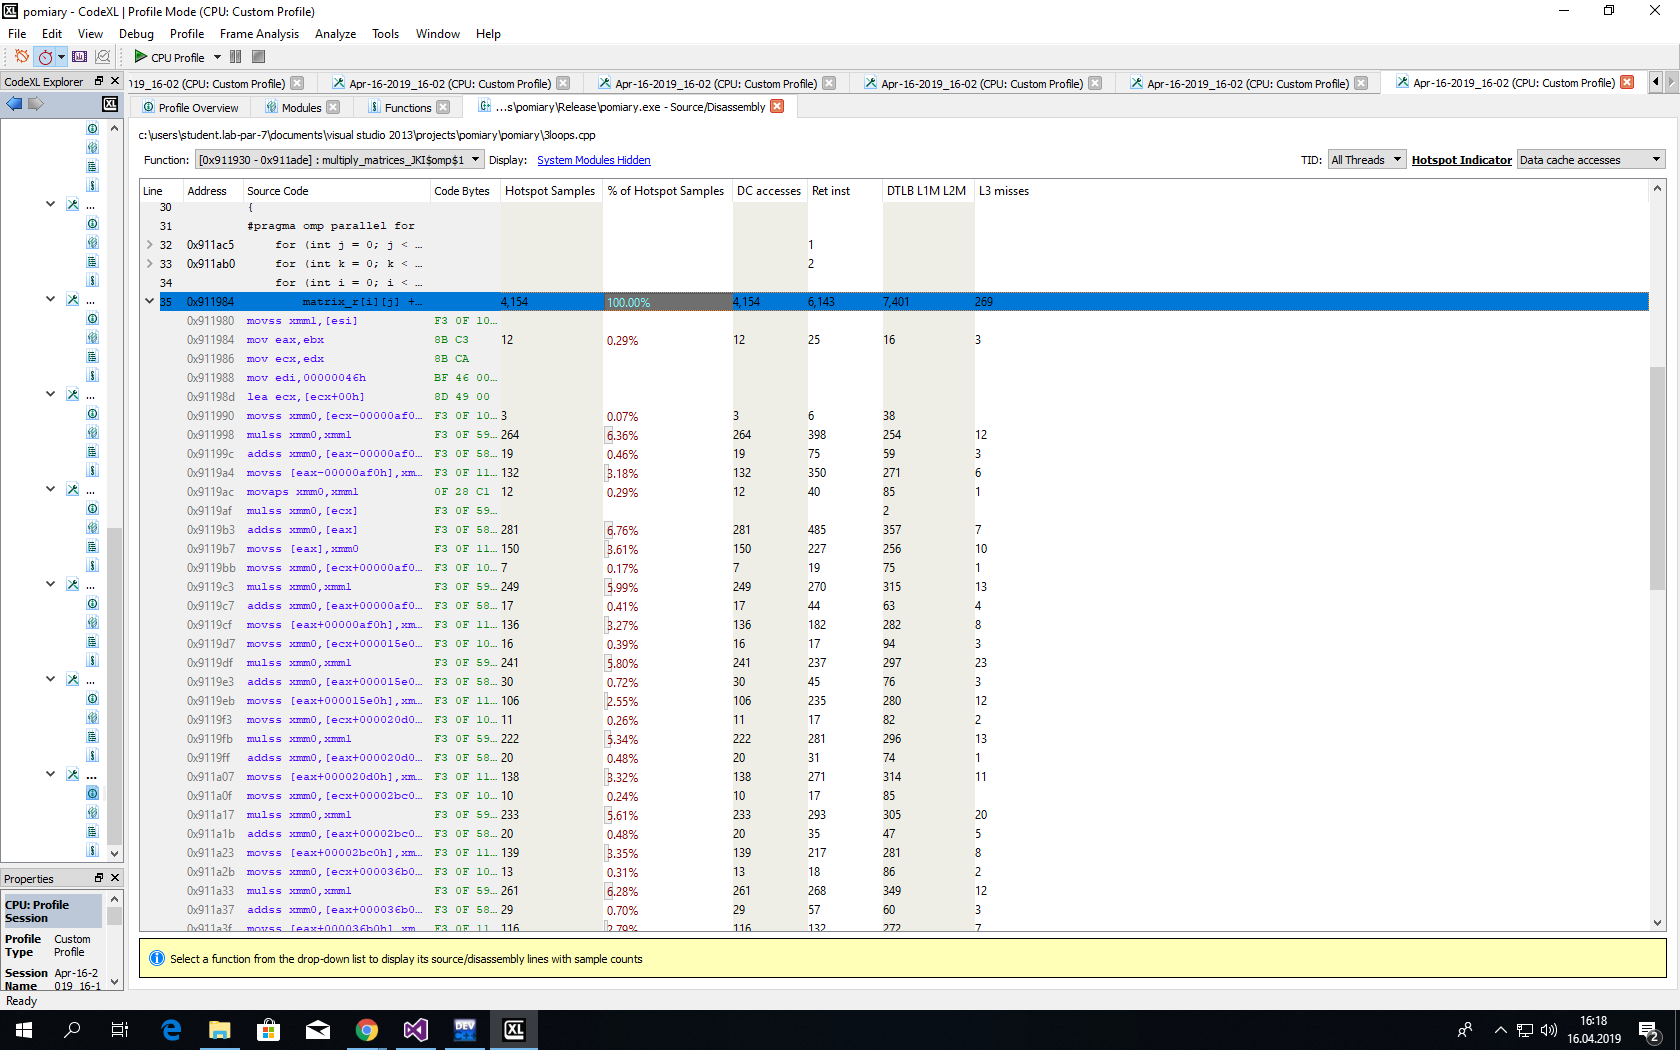 pomiary - CodeXL | Profile Mode (CPU: Custom Profile)
File Edit View Debug Profile Frame Analysis Analyze Tools Window Help
CPU Profile
CodeXL Explorer
019_16-02 (CPU: Custom Profile) Apr-16-2019_16-02 (CPU: Custom Profile) Apr-16-2019_16-02 (CPU: Custom Profile) Apr-16-2019_16-02 (CPU: Custom Profile) Apr-16-2019_16-02 (CPU: Custom Profile) Apr-16-2019_16-02 (CPU: Custom Profile)
Profile Overview Modules Functions ...s\pomiary\Release\pomiary.exe - Source/Disassembly
c:\users\student.lab-par-7\documents\visual studio 2013\projects\pomiary\pomiary\3loops.cpp
Function: [0x911930 - 0x911ade] : multiply_matrices_JKI$omp$1 Display: System Modules Hidden TID: All Threads Hotspot Indicator Data cache accesses
Line Address Source Code Code Bytes Hotspot Samples % of Hotspot Samples DC accesses Ret inst DTLB L1M L2M L3 misses
30 {
31 #pragma omp parallel for
32 0x911ac5 for (int j = 0; j < ... 1
33 0x911ab0 for (int k = 0; k < ... 2
34 for (int i = 0; i < ...
35 0x911984 matrix_r[i][j] +... 4,154 100.00% 4,154 6,143 7,401 269
0x911980 movss xmm1,[esi] F3 0F 10...
0x911984 mov eax,ebx 8B C3 12 0.29% 12 25 16 3
0x911986 mov ecx,edx 8B CA
0x911988 mov edi,00000046h BF 46 00...
0x91198d lea ecx,[ecx+00h] 8D 49 00
0x911990 movss xmm0,[ecx-00000af0... F3 0F 10... 3 0.07% 3 6 38
0x911998 mulss xmm0,xmm1 F3 0F 59... 264 6.36% 264 398 254 12
0x91199c addss xmm0,[eax-00000af0... F3 0F 58... 19 0.46% 19 75 59 3
0x9119a4 movss [eax-00000af0h],xm... F3 0F 11... 132 3.18% 132 350 271 6
0x9119ac movaps xmm0,xmm1 0F 28 C1 12 0.29% 12 40 85 1
0x9119af mulss xmm0,[ecx] F3 0F 59... 2
0x9119b3 addss xmm0,[eax] F3 0F 58... 281 6.76% 281 485 357 7
0x9119b7 movss [eax],xmm0 F3 0F 11... 150 3.61% 150 227 256 10
0x9119bb movss xmm0,[ecx+00000af0... F3 0F 10... 7 0.17% 7 19 75 1
0x9119c3 mulss xmm0,xmm1 F3 0F 59... 249 5.99% 249 270 315 13
0x9119c7 addss xmm0,[eax+00000af0... F3 0F 58... 17 0.41% 17 44 63 4
0x9119cf movss [eax+00000af0h],xm... F3 0F 11... 136 3.27% 136 182 282 8
0x9119d7 movss xmm0,[ecx+000015e0... F3 0F 10... 16 0.39% 16 17 94 3
0x9119df mulss xmm0,xmm1 F3 0F 59... 241 5.80% 241 237 297 23
0x9119e3 addss xmm0,[eax+000015e0... F3 0F 58... 30 0.72% 30 45 76 3
0x9119eb movss [eax+000015e0h],xm... F3 0F 11... 106 2.55% 106 235 280 12
0x9119f3 movss xmm0,[ecx+000020d0... F3 0F 10... 11 0.26% 11 17 82 2
0x9119fb mulss xmm0,xmm1 F3 0F 59... 222 5.34% 222 281 296 13
0x9119ff addss xmm0,[eax+000020d0... F3 0F 58... 20 0.48% 20 31 74 1
0x911a07 movss [eax+000020d0h],xm... F3 0F 11... 138 3.32% 138 271 314 11
0x911a0f movss xmm0,[ecx+00002bc0... F3 0F 10... 10 0.24% 10 17 85
0x911a17 mulss xmm0,xmm1 F3 0F 59... 233 5.61% 233 293 305 20
0x911a1b addss xmm0,[eax+00002bc0... F3 0F 58... 20 0.48% 20 35 47 5
0x911a23 movss [eax+00002bc0h],xm... F3 0F 11... 139 3.35% 139 217 281 8
0x911a2b movss xmm0,[ecx+000036b0... F3 0F 10... 13 0.31% 13 18 86 2
0x911a33 mulss xmm0,xmm1 F3 0F 59... 261 6.28% 261 268 349 12
0x911a37 addss xmm0,[eax+000036b0... F3 0F 58... 29 0.70% 29 57 60 3
0x911a3f movss [eax+000036b0h],xm... F3 0F 11... 116 2.79% 116 132 272 7
Select a function from the drop-down list to display its source/disassembly lines with sample counts
Properties
CPU: Profile
Session
Profile Custom
Type Profile
Session Apr-16-2
Name 019_16-1
Ready
DEV
C++
XL
16:18
16.04.2019
2